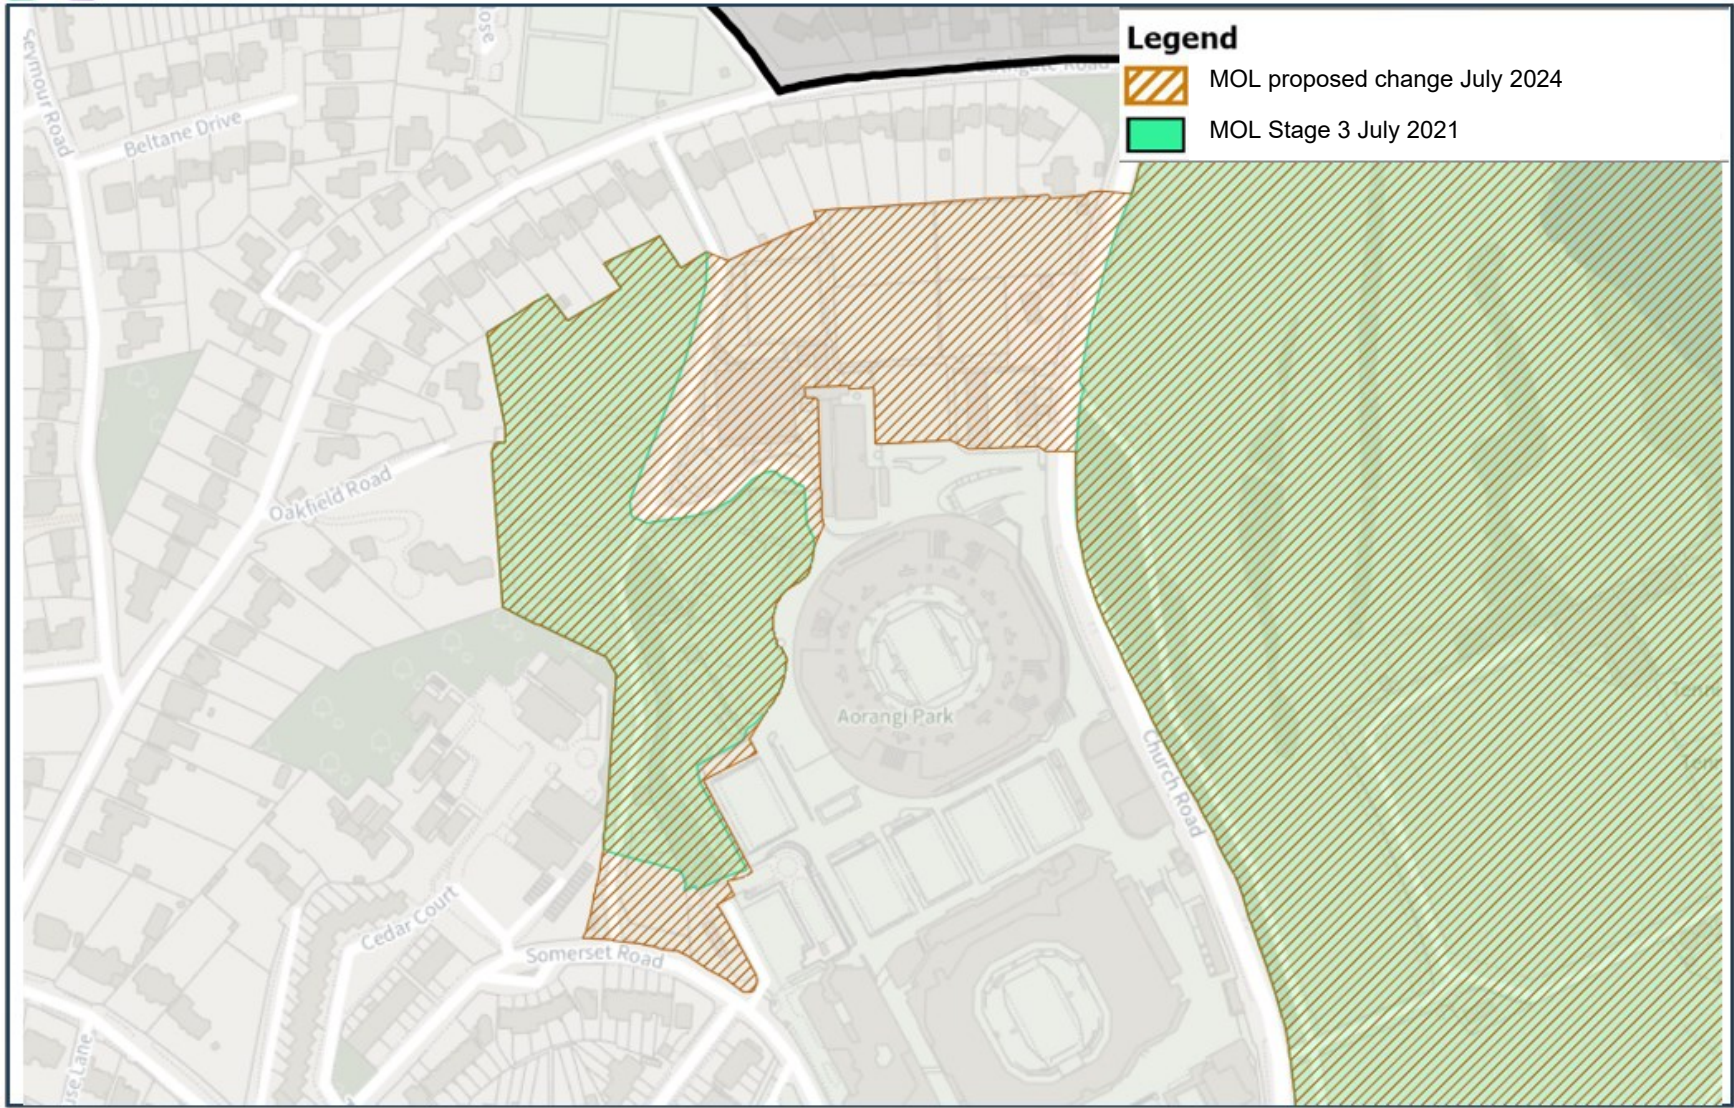 Legend
MOL proposed change July 2024
MOL Stage 3 July 2021
Seymour Road
Beltane Drive
Oakfield Road
Aorangi Park
Church Road
Cedar Court
Somerset Road